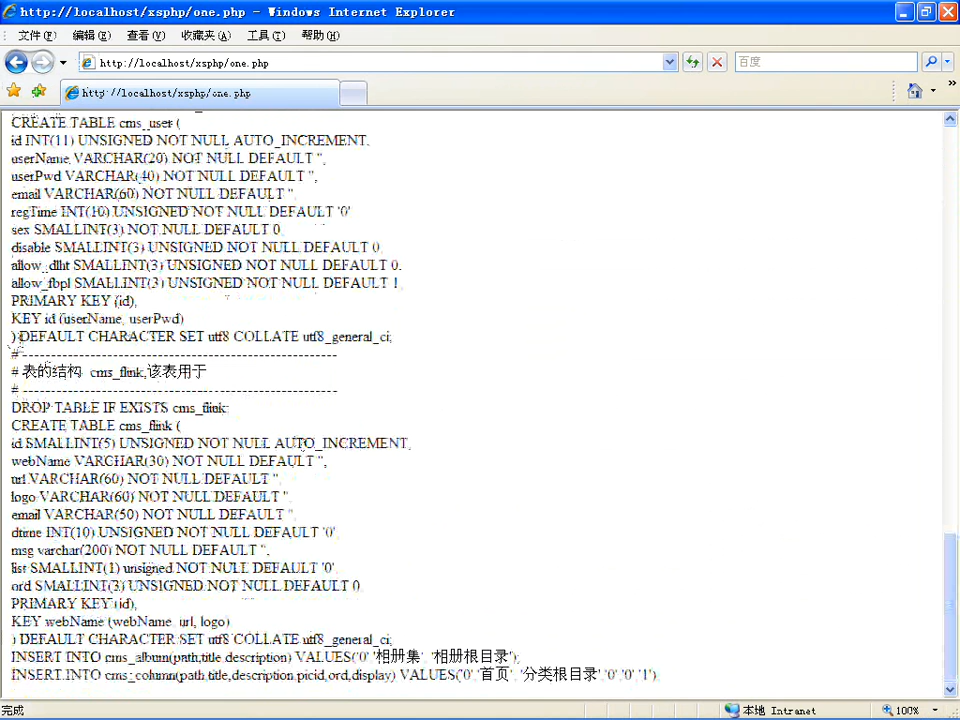 http://localhost/xsphp/one.php - Windows Internet Explorer
文件(F) 编辑(E) 查看(V) 收藏夹(A) 工具(T) 帮助(H)
http://localhost/xsphp/one.php 百度
http://localhost/xsphp/one.php
CREATE TABLE cms_user (
id INT(11) UNSIGNED NOT NULL AUTO_INCREMENT,
userName VARCHAR(20) NOT NULL DEFAULT '',
userPwd VARCHAR(40) NOT NULL DEFAULT '',
email VARCHAR(60) NOT NULL DEFAULT '',
regTime INT(10) UNSIGNED NOT NULL DEFAULT '0',
sex SMALLINT(3) NOT NULL DEFAULT 0,
disable SMALLINT(3) UNSIGNED NOT NULL DEFAULT 0,
allow_dlht SMALLINT(3) UNSIGNED NOT NULL DEFAULT 0,
allow_fbpl SMALLINT(3) UNSIGNED NOT NULL DEFAULT 1,
PRIMARY KEY (id),
KEY id (userName, userPwd)
) DEFAULT CHARACTER SET utf8 COLLATE utf8_general_ci;
# --------------------------------------------------------
# 表的结构 cms_flink,该表用于
# --------------------------------------------------------
DROP TABLE IF EXISTS cms_flink;
CREATE TABLE cms_flink (
id SMALLINT(5) UNSIGNED NOT NULL AUTO_INCREMENT,
webName VARCHAR(30) NOT NULL DEFAULT '',
url VARCHAR(60) NOT NULL DEFAULT '',
logo VARCHAR(60) NOT NULL DEFAULT '',
email VARCHAR(50) NOT NULL DEFAULT '',
dtime INT(10) UNSIGNED NOT NULL DEFAULT '0',
msg varchar(200) NOT NULL DEFAULT '',
list SMALLINT(1) unsigned NOT NULL DEFAULT '0',
ord SMALLINT(3) UNSIGNED NOT NULL DEFAULT 0,
PRIMARY KEY (id),
KEY webName (webName, url, logo)
) DEFAULT CHARACTER SET utf8 COLLATE utf8_general_ci;
INSERT INTO cms_album(path,title,description) VALUES('0','相册集','相册根目录');
INSERT INTO cms_column(path,title,description,picid,ord,display) VALUES('0','首页','分类根目录','0','0','1');
完成 本地 Intranet 100%